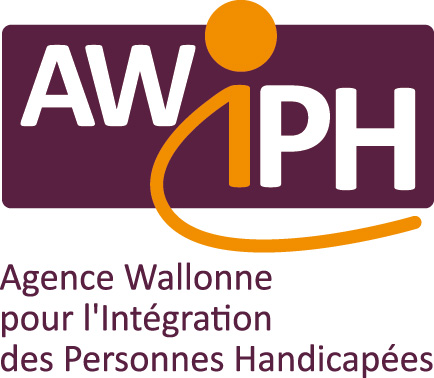 AWiPH
Agence Wallonne
pour l'Intégration
des Personnes Handicapées